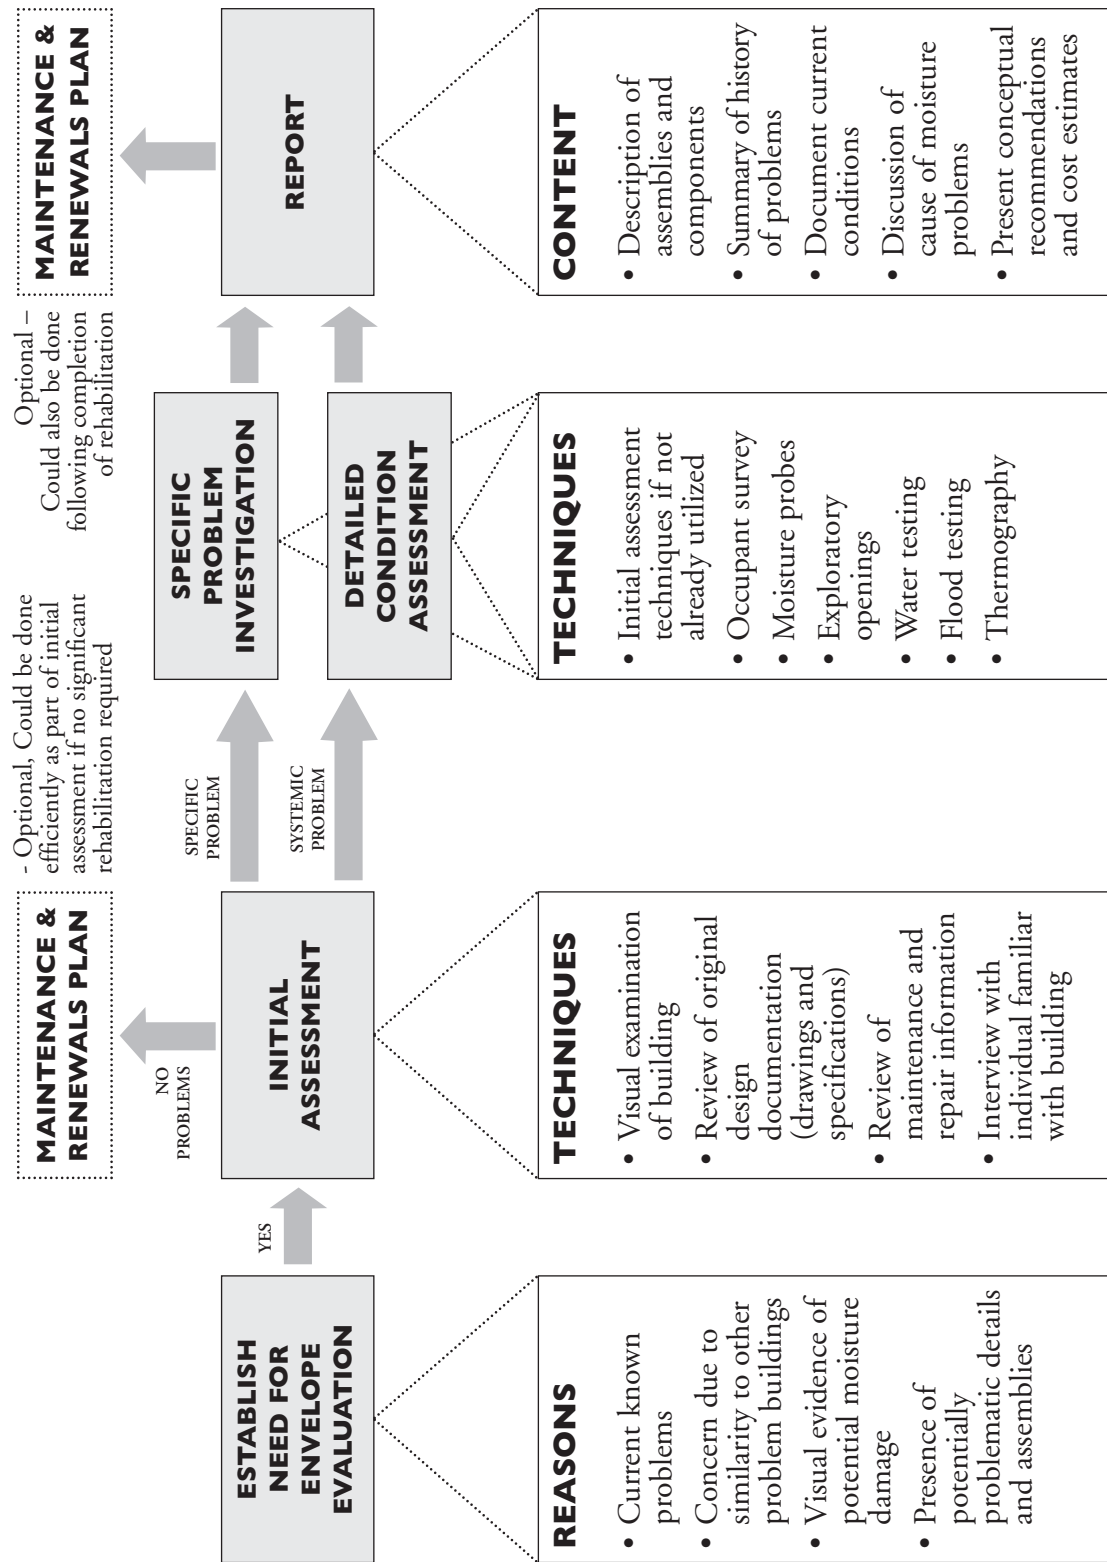 MAINTENANCE &
RENEWALS PLAN
- Optional, Could be done
efficiently as part of initial
assessment if no significant
rehabilitation required
Optional –
Could also be done
following completion
of rehabilitation
MAINTENANCE &
RENEWALS PLAN
NO
PROBLEMS
ESTABLISH
NEED FOR
ENVELOPE
EVALUATION
YES
INITIAL
ASSESSMENT
SPECIFIC
PROBLEM
SYSTEMIC
PROBLEM
SPECIFIC
PROBLEM
INVESTIGATION
DETAILED
CONDITION
ASSESSMENT
REPORT
REASONS
• Current known
problems
• Concern due to
similarity to other
problem buildings
• Visual evidence of
potential moisture
damage
• Presence of
potentially
problematic details
and assemblies
TECHNIQUES
• Visual examination
of building
• Review of original
design
documentation
(drawings and
specifications)
• Review of
maintenance and
repair information
• Interview with
individual familiar
with building
TECHNIQUES
• Initial assessment
techniques if not
already utilized
• Occupant survey
• Moisture probes
• Exploratory
openings
• Water testing
• Flood testing
• Thermography
CONTENT
• Description of
assemblies and
components
• Summary of history
of problems
• Document current
conditions
• Discussion of
cause of moisture
problems
• Present conceptual
recommendations
and cost estimates